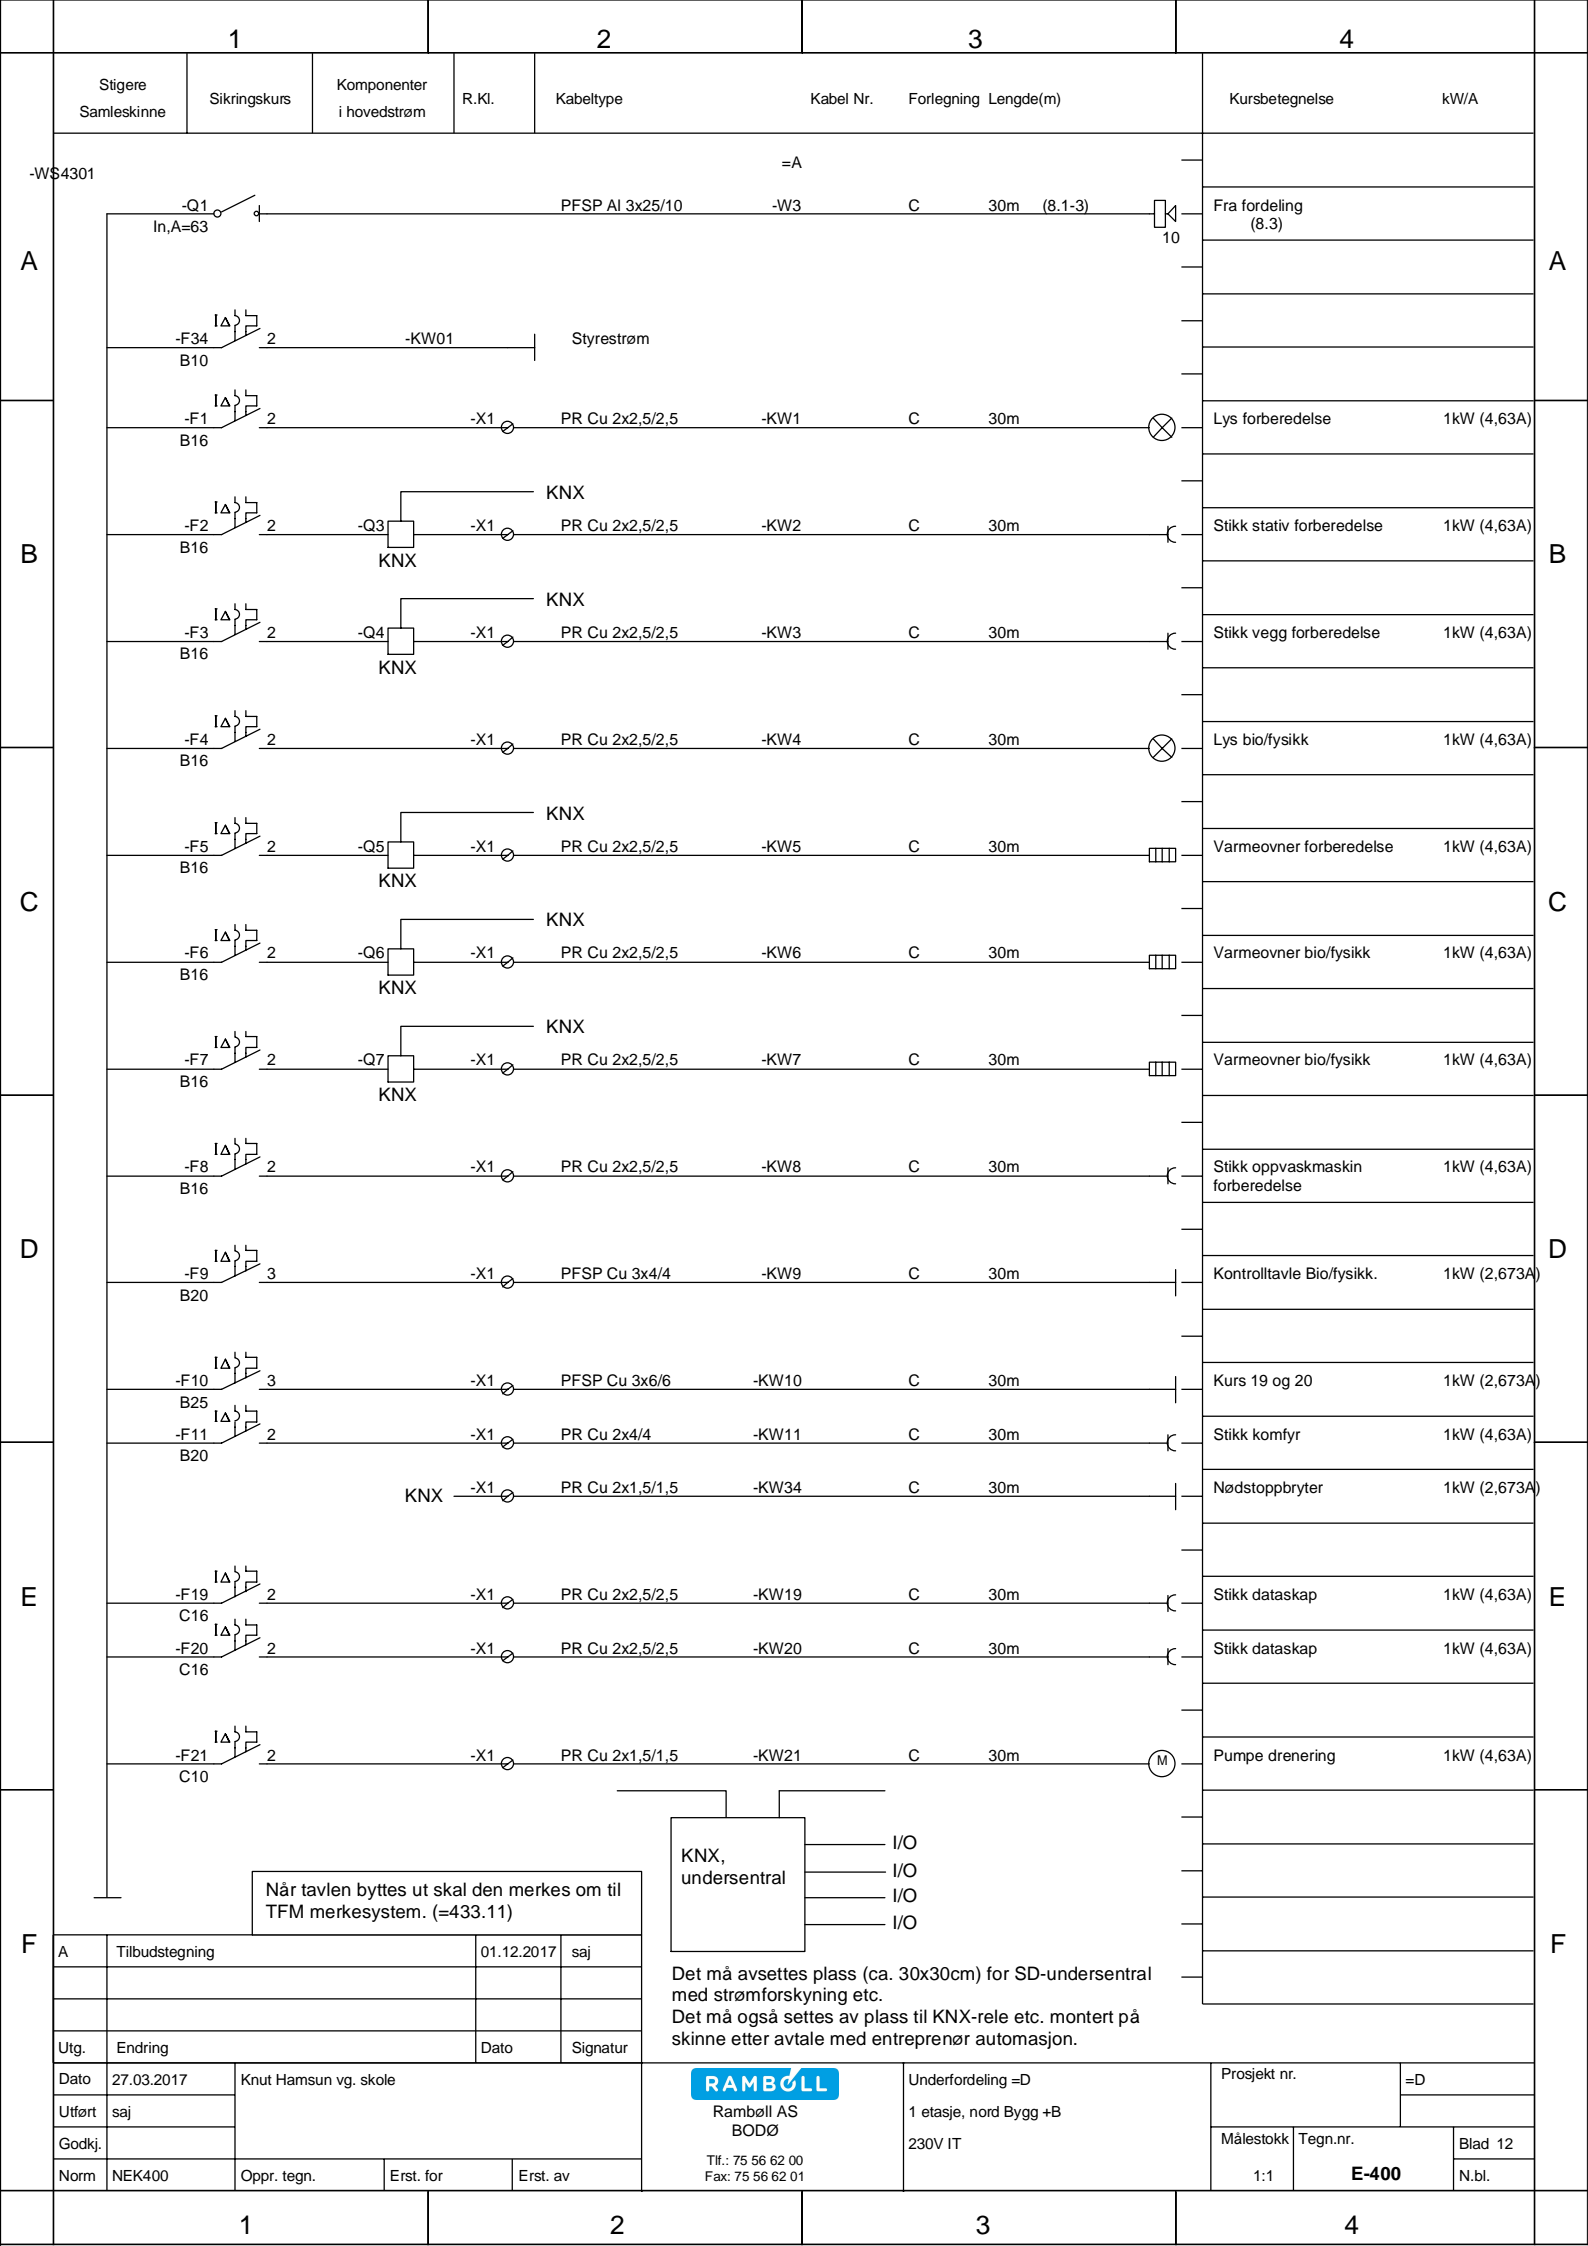 1 2 3 4
Stigere
Samleskinne
Sikringskurs
Komponenter
i hovedstrøm
R.Kl.
Kabeltype
Kabel Nr.
Forlegning
Lengde(m)
Kursbetegnelse
kW/A
=A
-WS4301
-Q1 PFSP Al 3x25/10 -W3 C 30m (8.1-3) Fra fordeling
In,A=63 (8.3)
10
A A
I∆
-F34 2 -KW01 Styrestrøm
B10
I∆
-F1 2 -X1 PR Cu 2x2,5/2,5 -KW1 C 30m Lys forberedelse 1kW (4,63A)
B16
KNX
I∆
-F2 2 -Q3 -X1 PR Cu 2x2,5/2,5 -KW2 C 30m Stikk stativ forberedelse 1kW (4,63A)
B16
KNX
B B
KNX
I∆
-F3 2 -Q4 -X1 PR Cu 2x2,5/2,5 -KW3 C 30m Stikk vegg forberedelse 1kW (4,63A)
B16
KNX
I∆
-F4 2 -X1 PR Cu 2x2,5/2,5 -KW4 C 30m Lys bio/fysikk 1kW (4,63A)
B16
KNX
I∆
-F5 2 -Q5 -X1 PR Cu 2x2,5/2,5 -KW5 C 30m Varmeovner forberedelse 1kW (4,63A)
B16
KNX
C C
KNX
I∆
-F6 2 -Q6 -X1 PR Cu 2x2,5/2,5 -KW6 C 30m Varmeovner bio/fysikk 1kW (4,63A)
B16
KNX
KNX
I∆
-F7 2 -Q7 -X1 PR Cu 2x2,5/2,5 -KW7 C 30m Varmeovner bio/fysikk 1kW (4,63A)
B16
KNX
I∆
-F8 2 -X1 PR Cu 2x2,5/2,5 -KW8 C 30m Stikk oppvaskmaskin 1kW (4,63A)
B16 forberedelse
D D
I∆
-F9 3 -X1 PFSP Cu 3x4/4 -KW9 C 30m Kontrolltavle Bio/fysikk. 1kW (2,673A)
B20
I∆
-F10 3 -X1 PFSP Cu 3x6/6 -KW10 C 30m Kurs 19 og 20 1kW (2,673A)
B25
I∆
-F11 2 -X1 PR Cu 2x4/4 -KW11 C 30m Stikk komfyr 1kW (4,63A)
B20
KNX -X1 PR Cu 2x1,5/1,5 -KW34 C 30m Nødstoppbryter 1kW (2,673A)
I∆
E E
-F19 2 -X1 PR Cu 2x2,5/2,5 -KW19 C 30m Stikk dataskap 1kW (4,63A)
C16
I∆
-F20 2 -X1 PR Cu 2x2,5/2,5 -KW20 C 30m Stikk dataskap 1kW (4,63A)
C16
I∆
-F21 2 -X1 PR Cu 2x1,5/1,5 -KW21 C 30m M Pumpe drenering 1kW (4,63A)
C10
KNX,
undersentral
I/O
I/O
I/O
I/O
Når tavlen byttes ut skal den merkes om til
TFM merkesystem. (=433.11)
F F
Det må avsettes plass (ca. 30x30cm) for SD-undersentral
med strømforskyning etc.
Det må også settes av plass til KNX-rele etc. montert på
skinne etter avtale med entreprenør automasjon.
A Tilbudstegning 01.12.2017 saj
Utg. Endring Dato Signatur
Dato 27.03.2017
Utført saj
Godkj.
Norm NEK400
Knut Hamsun vg. skole
Oppr. tegn. Erst. for Erst. av
RAMBOLL
Rambøll AS
BODØ
Tlf.: 75 56 62 00
Fax: 75 56 62 01
Underfordeling =D
1 etasje, nord Bygg +B
230V IT
Prosjekt nr.
=D
Målestokk
1:1
Tegn.nr.
E-400
Blad 12
N.bl.
1 2 3 4